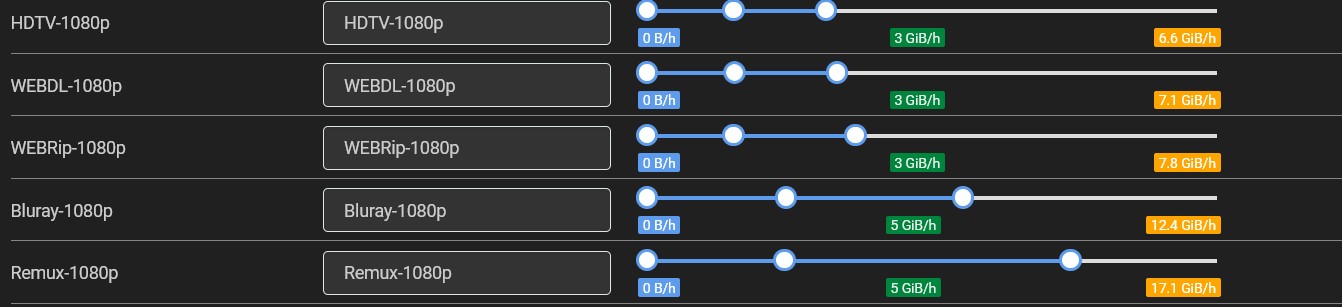 HDTV-1080p HDTV-1080p
0 B/h 3 GiB/h 6.6 GiB/h
WEBDL-1080p WEBDL-1080p
0 B/h 3 GiB/h 7.1 GiB/h
WEBRip-1080p WEBRip-1080p
0 B/h 3 GiB/h 7.8 GiB/h
Bluray-1080p Bluray-1080p
0 B/h 5 GiB/h 12.4 GiB/h
Remux-1080p Remux-1080p
0 B/h 5 GiB/h 17.1 GiB/h